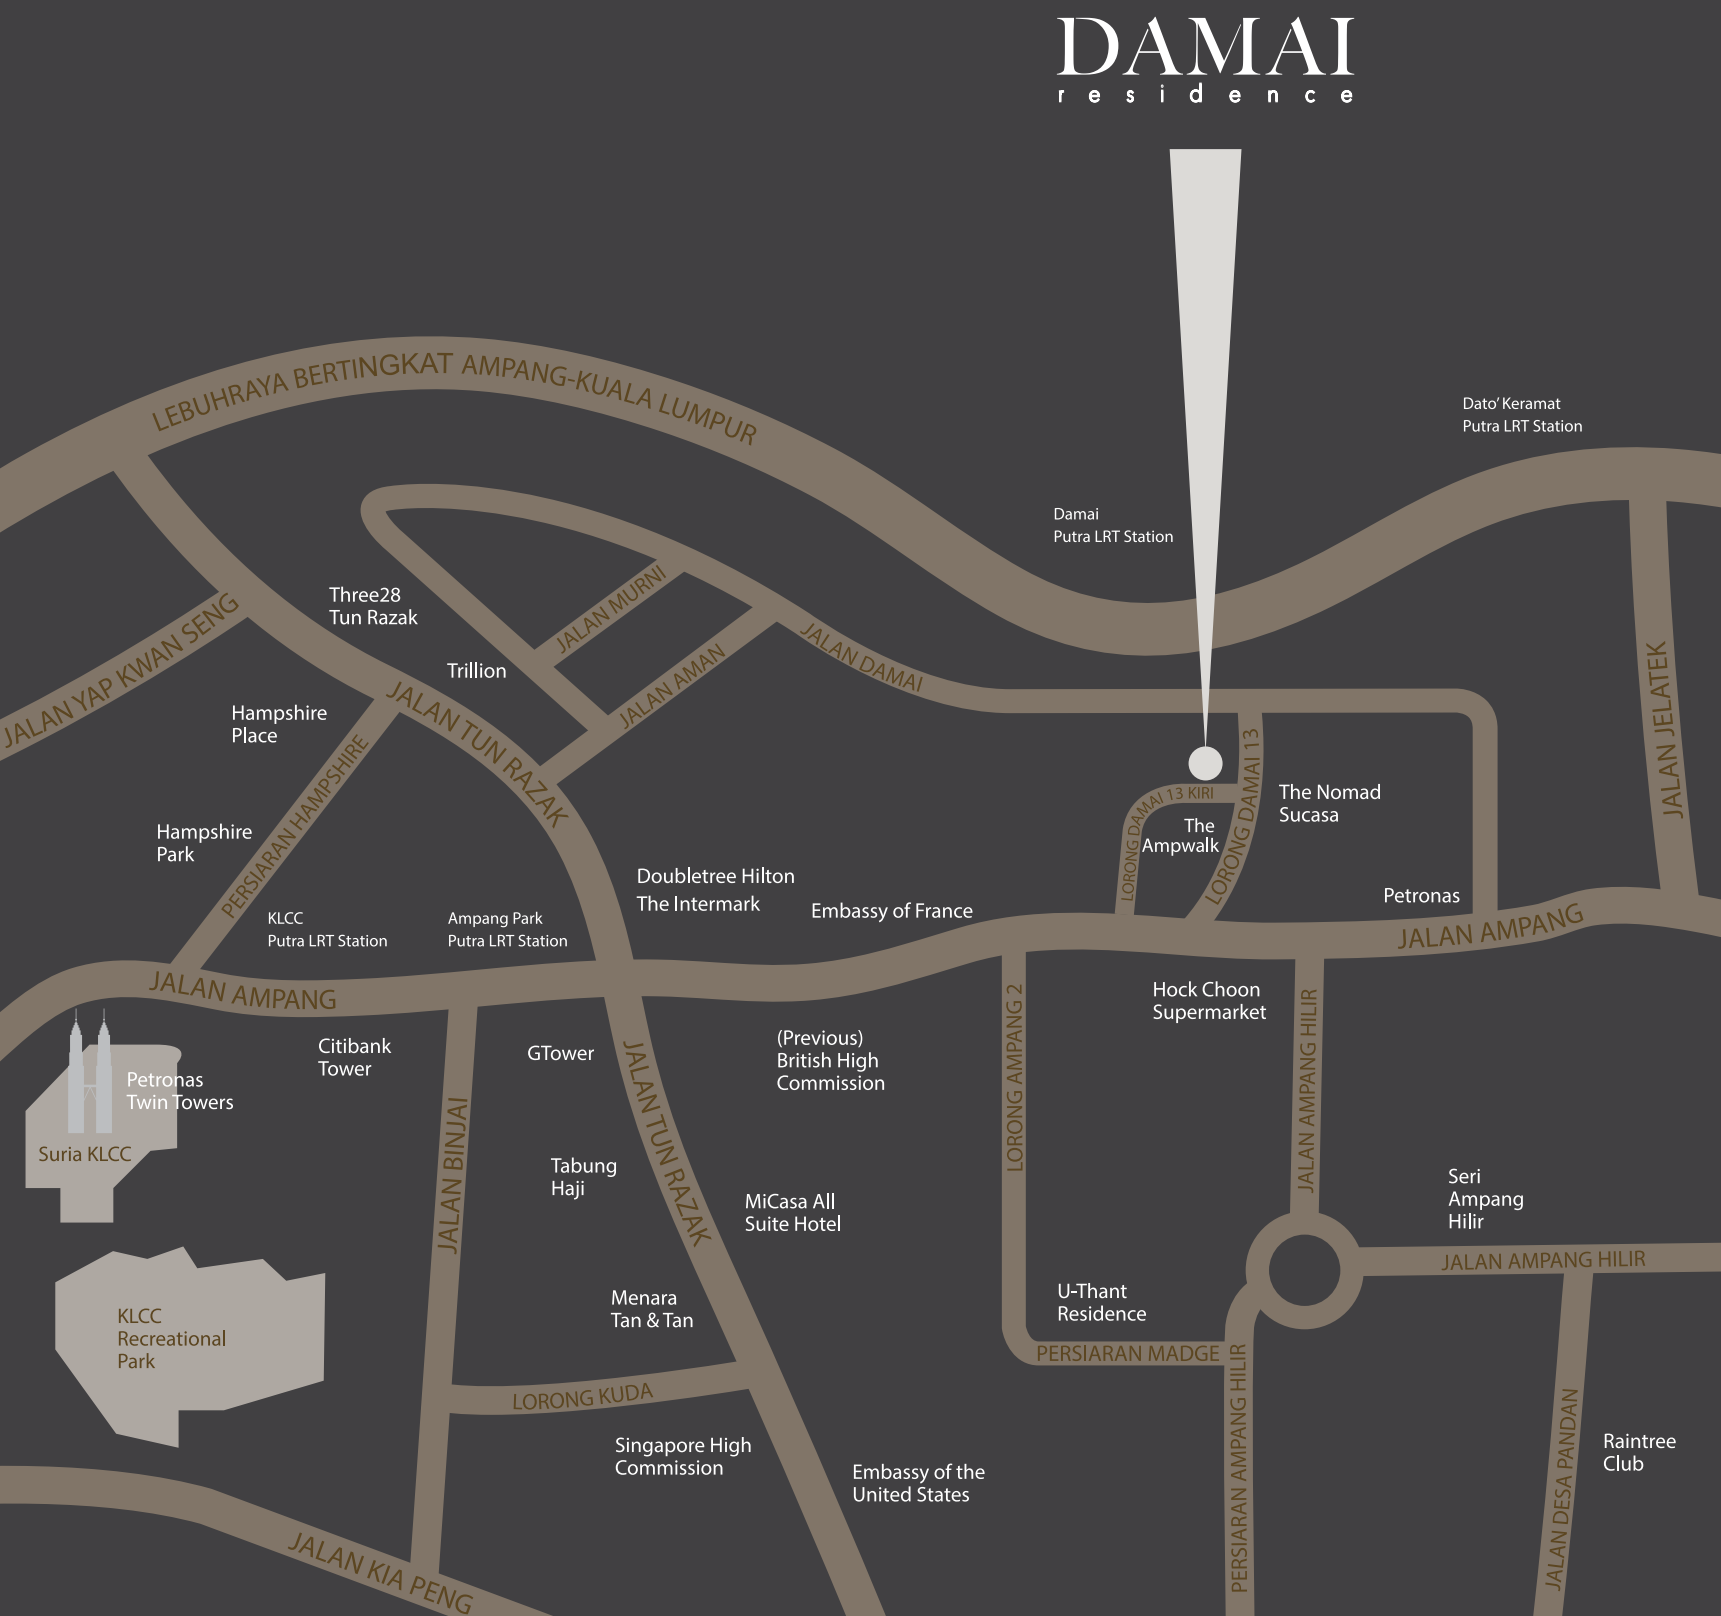 DAMAI
residence
LEBUHRAYA BERTINGKAT AMPANG-KUALA LUMPUR
Dato' Keramat
Putra LRT Station
Damai
Putra LRT Station
Three28
Tun Razak
JALAN MURNI
JALAN YAP KWAN SENG
Trillion
JALAN AMAN
JALAN DAMAI
JALAN JELATEK
Hampshire
Place
JALAN TUN RAZAK
PERSIARAN HAMPSHIRE
Hampshire
Park
LORONG DAMAI 13
LORONG DAMAI 13 KIRI
The Nomad
Sucasa
The
Ampwalk
Doubletree Hilton
The Intermark
Embassy of France
Petronas
KLCC
Putra LRT Station
Ampang Park
Putra LRT Station
JALAN AMPANG
JALAN AMPANG
Hock Choon
Supermarket
LORONG AMPANG 2
JALAN AMPANG HILIR
Citibank
Tower
GTower
(Previous)
British High
Commission
JALAN TUN RAZAK
Petronas
Twin Towers
Suria KLCC
JALAN BINJAI
Tabung
Haji
MiCasa All
Suite Hotel
Seri
Ampang
Hilir
JALAN AMPANG HILIR
KLCC
Recreational
Park
Menara
Tan & Tan
U-Thant
Residence
PERSIARAN MADGE
LORONG KUDA
PERSIARAN AMPANG HILIR
JALAN DESA PANDAN
Raintree
Club
Singapore High
Commission
Embassy of the
United States
JALAN KIA PENG